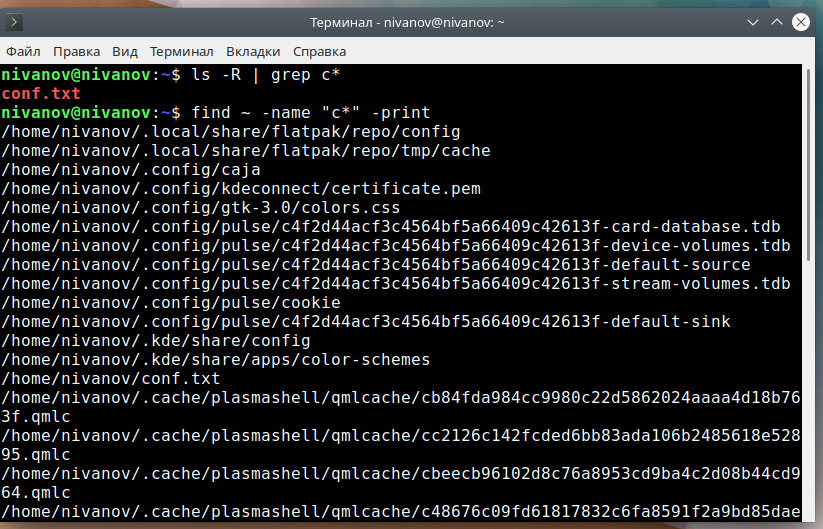 Терминал - nivanov@nivanov: ~
Файл Правка Вид Терминал Вкладки Справка
nivanov@nivanov:~$ ls -R | grep c*
conf.txt
nivanov@nivanov:~$ find ~ -name "c*" -print
/home/nivanov/.local/share/flatpak/repo/config
/home/nivanov/.local/share/flatpak/repo/tmp/cache
/home/nivanov/.config/caja
/home/nivanov/.config/kdeconnect/certificate.pem
/home/nivanov/.config/gtk-3.0/colors.css
/home/nivanov/.config/pulse/c4f2d44acf3c4564bf5a66409c42613f-card-database.tdb
/home/nivanov/.config/pulse/c4f2d44acf3c4564bf5a66409c42613f-device-volumes.tdb
/home/nivanov/.config/pulse/c4f2d44acf3c4564bf5a66409c42613f-default-source
/home/nivanov/.config/pulse/c4f2d44acf3c4564bf5a66409c42613f-stream-volumes.tdb
/home/nivanov/.config/pulse/cookie
/home/nivanov/.config/pulse/c4f2d44acf3c4564bf5a66409c42613f-default-sink
/home/nivanov/.kde/share/config
/home/nivanov/.kde/share/apps/color-schemes
/home/nivanov/conf.txt
/home/nivanov/.cache/plasmashell/qmlcache/cb84fda984cc9980c22d5862024aaaa4d18b76
3f.qmlc
/home/nivanov/.cache/plasmashell/qmlcache/cc2126c142fcded6bb83ada106b2485618e528
95.qmlc
/home/nivanov/.cache/plasmashell/qmlcache/cbeecb96102d8c76a8953cd9ba4c2d08b44cd9
64.qmlc
/home/nivanov/.cache/plasmashell/qmlcache/c48676c09fd61817832c6fa8591f2a9bd85dae